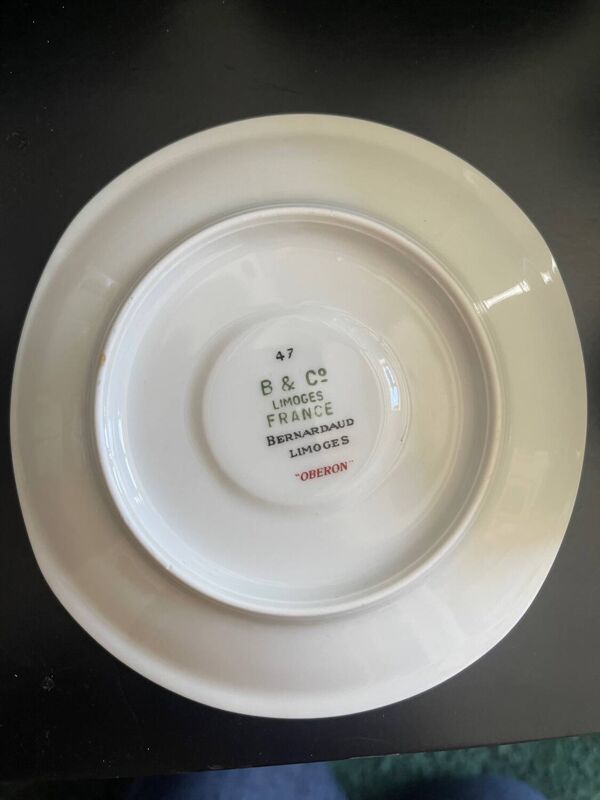 47
B & Cº
LIMOGES
FRANCE
BERNARDAUD
LIMOGES
"OBERON"